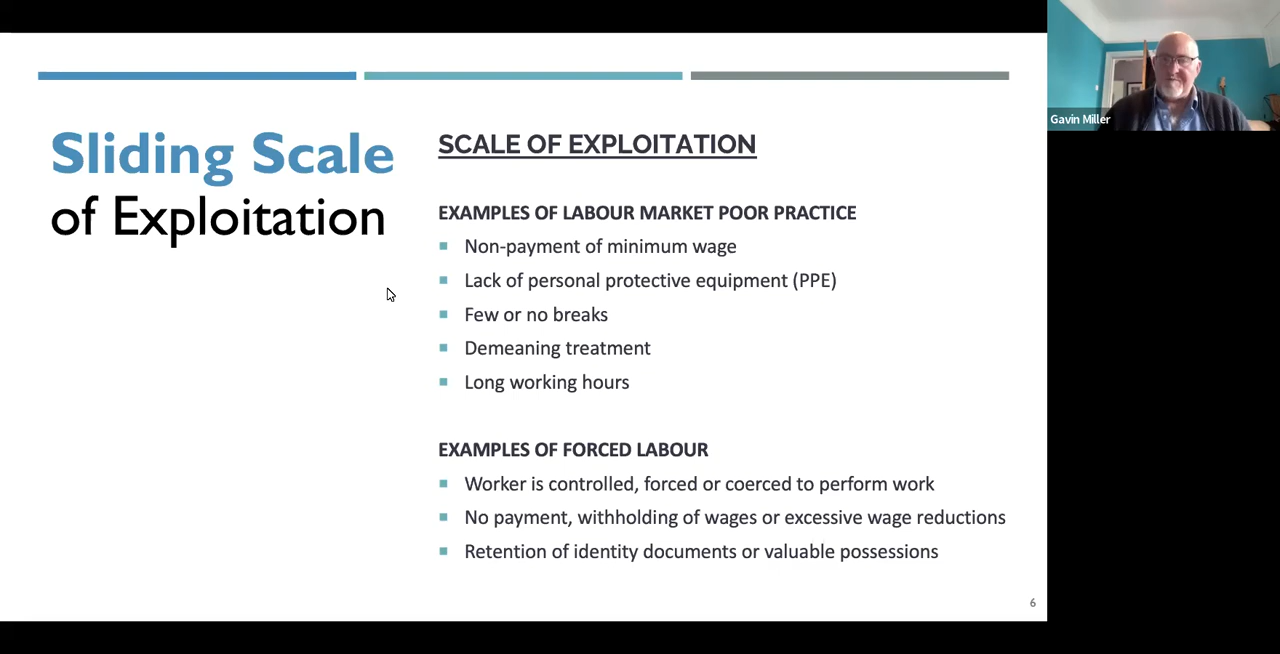 Sliding Scale
of Exploitation
SCALE OF EXPLOITATION
EXAMPLES OF LABOUR MARKET POOR PRACTICE
Non-payment of minimum wage
Lack of personal protective equipment (PPE)
Few or no breaks
Demeaning treatment
Long working hours
EXAMPLES OF FORCED LABOUR
Worker is controlled, forced or coerced to perform work
No payment, withholding of wages or excessive wage reductions
Retention of identity documents or valuable possessions
6
Gavin Miller